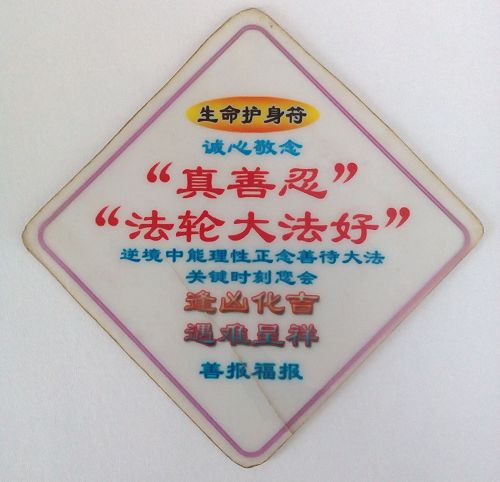 生命护身符
诚心敬念
“真善忍”
“法轮大法好”
逆境中能理性正念善待大法
关键时刻您会
逢凶化吉
遇难呈祥
善报福报